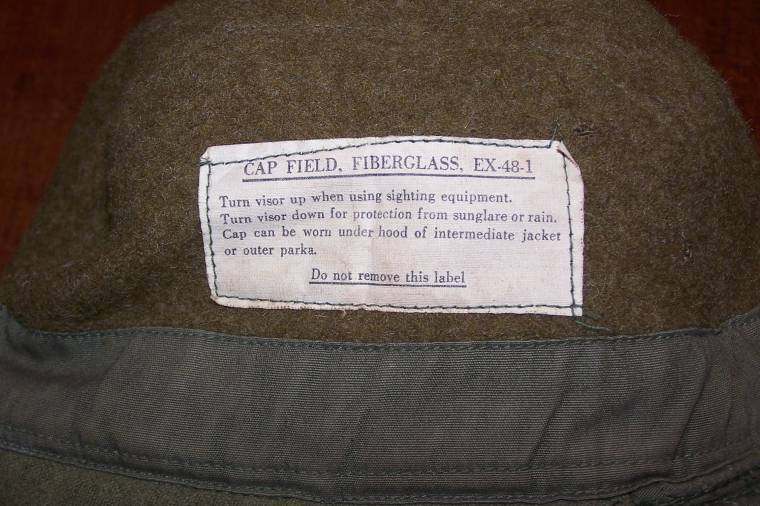 CAP FIELD, FIBERGLASS, EX-48-1
Turn visor up when using sighting equipment.
Turn visor down for protection from sunglare or rain.
Cap can be worn under hood of intermediate jacket
or outer parka.
Do not remove this label